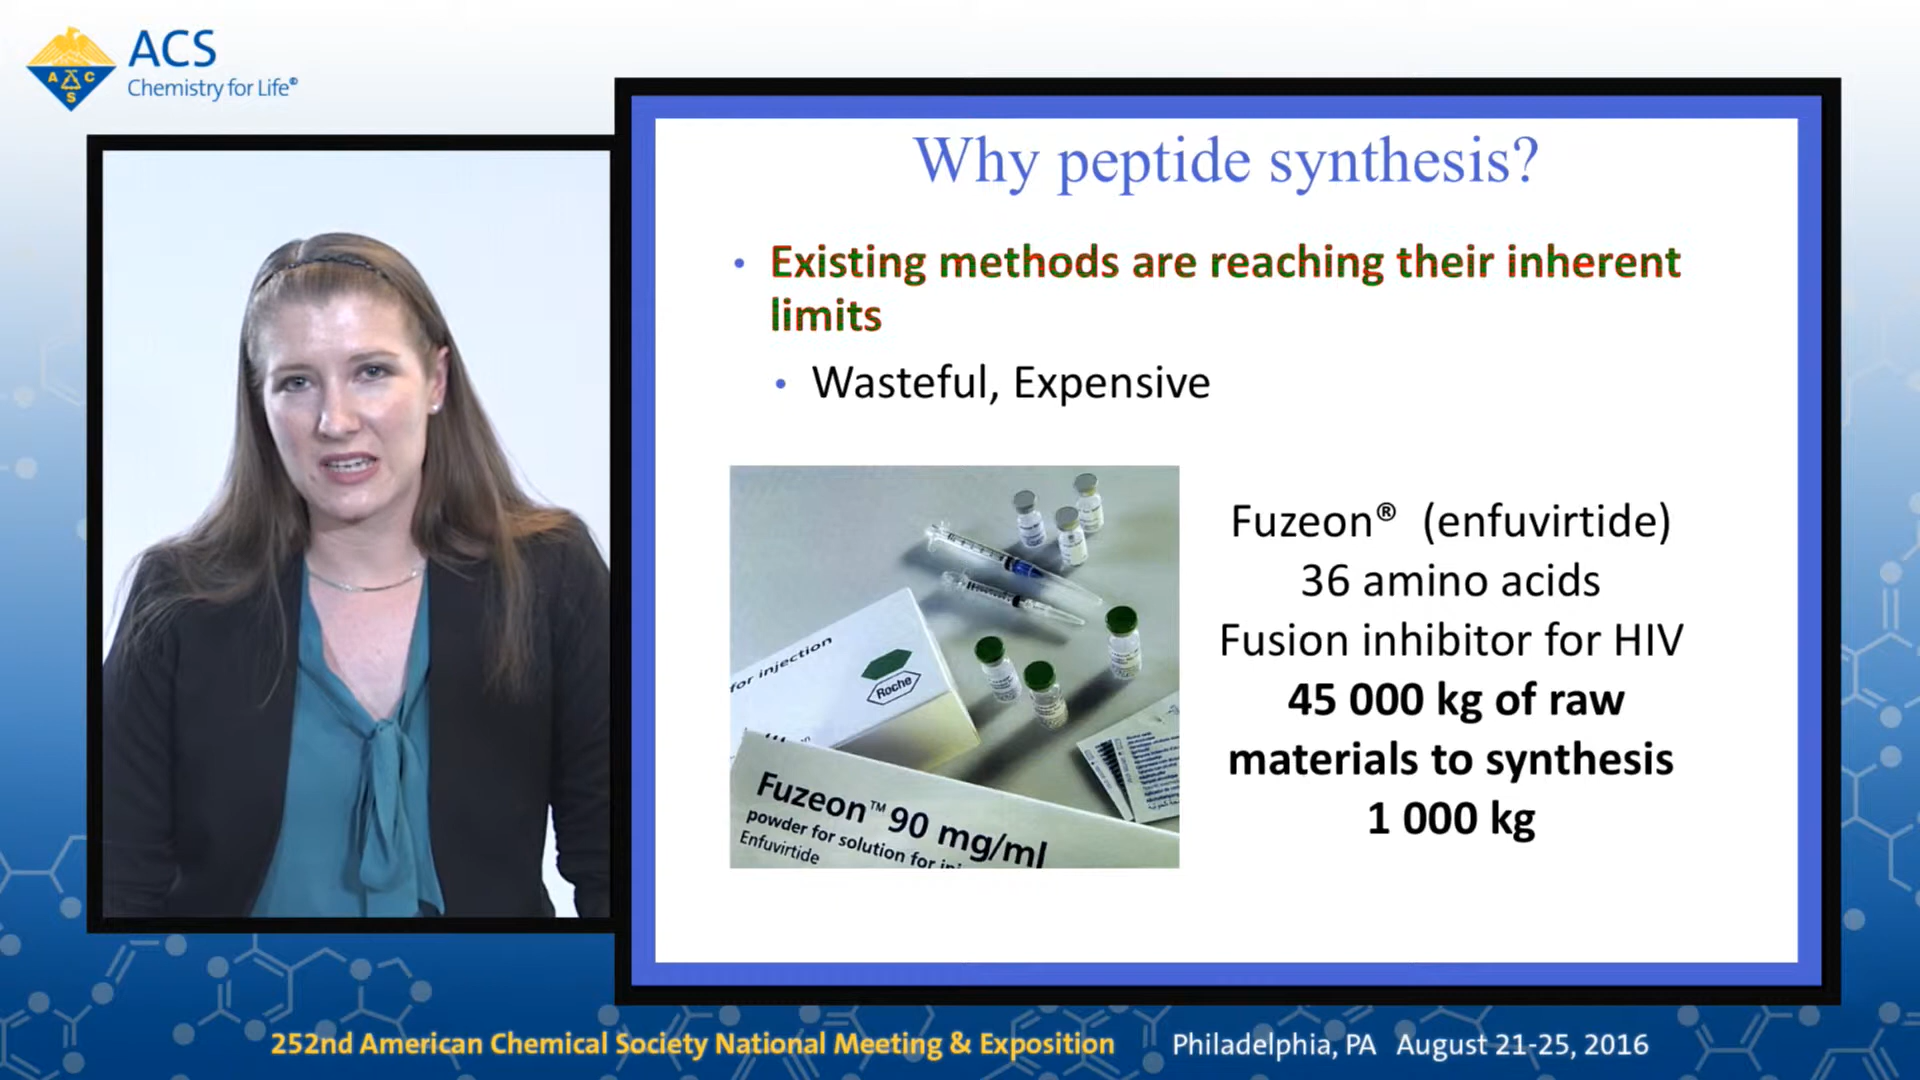 ACS
Chemistry for Life®
A C S
Why peptide synthesis?
• Existing methods are reaching their inherent
limits
• Wasteful, Expensive
for injection
Roche
Fuzeon™ 90 mg/ml
powder for solution for
Enfuvirtide
Fuzeon® (enfuvirtide)
36 amino acids
Fusion inhibitor for HIV
45 000 kg of raw
materials to synthesis
1 000 kg
252nd American Chemical Society National Meeting & Exposition Philadelphia, PA August 21-25, 2016